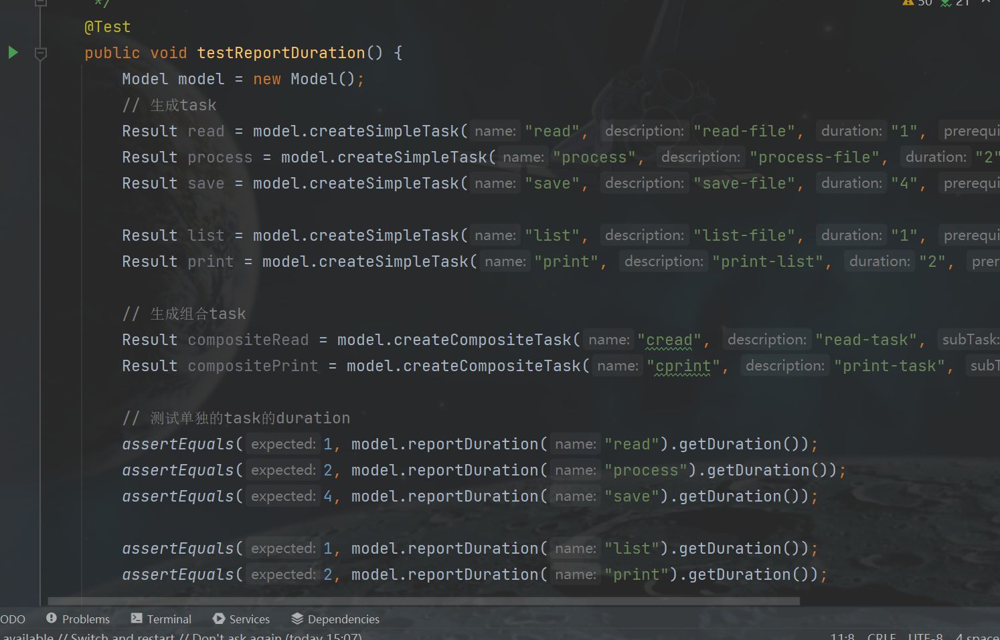 */
50 21
@Test
public void testReportDuration() {
Model model = new Model();
// 生成task
Result read = model.createSimpleTask( name: "read", description: "read-file", duration: "1", prerequi
Result process = model.createSimpleTask( name: "process", description: "process-file", duration: "2"
Result save = model.createSimpleTask( name: "save", description: "save-file", duration: "4", prerequi
Result list = model.createSimpleTask( name: "list", description: "list-file", duration: "1", prerequi
Result print = model.createSimpleTask( name: "print", description: "print-list", duration: "2", prer
// 生成组合task
Result compositeRead = model.createCompositeTask( name: "cread", description: "read-task", subTask:
Result compositePrint = model.createCompositeTask( name: "cprint", description: "print-task", subT
// 测试单独的task的duration
assertEquals( expected: 1, model.reportDuration( name: "read").getDuration());
assertEquals( expected: 2, model.reportDuration( name: "process").getDuration());
assertEquals( expected: 4, model.reportDuration( name: "save").getDuration());
assertEquals( expected: 1, model.reportDuration( name: "list").getDuration());
assertEquals( expected: 2, model.reportDuration( name: "print").getDuration());
ODO Problems Terminal Services Dependencies
available // Switch and restart // Don't ask again (today 15:07) 11:8 CRLF UTF-8 4 space